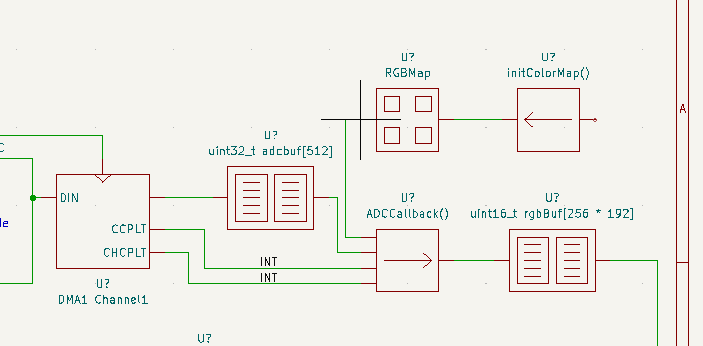 U?
RGBMap
U?
initColorMap()
A
U?
uint32_t adcbuf[512]
C
DIN
U?
ADCCallback()
U?
uint16_t rgbBuf[256 * 192]
le
CCPLT
CHCPLT
INT
INT
U?
DMA1 Channel1
U?